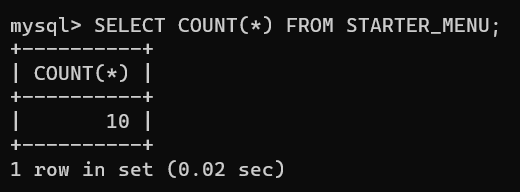 mysql> SELECT COUNT(*) FROM STARTER_MENU;
+----------+
| COUNT(*) |
+----------+
|       10 |
+----------+
1 row in set (0.02 sec)